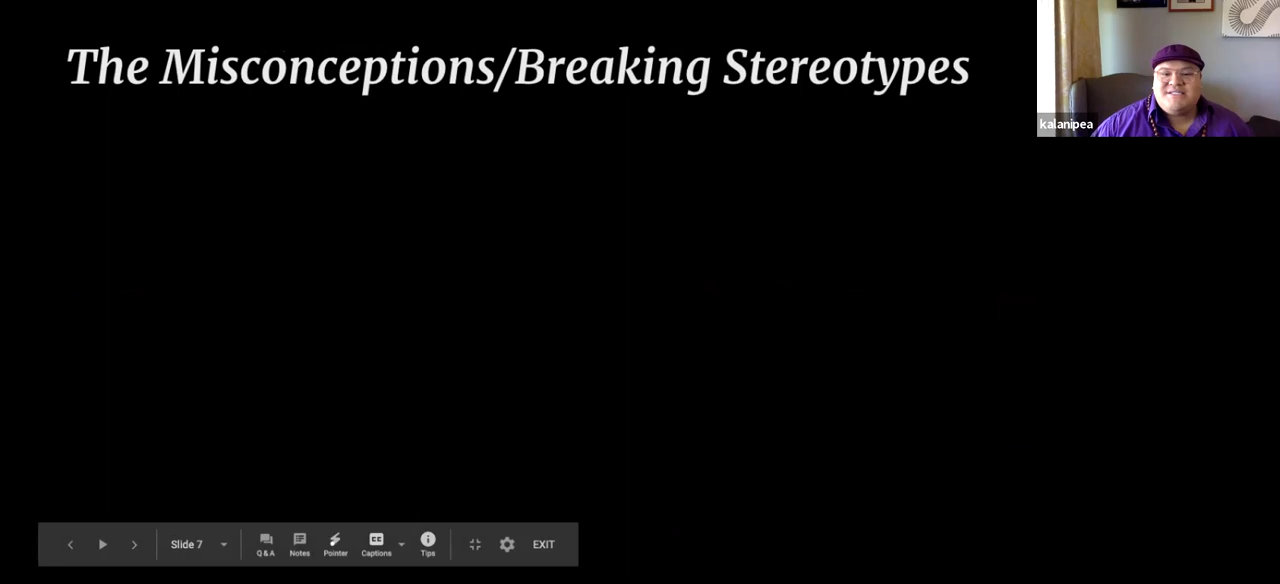 The Misconceptions/Breaking Stereotypes
kalanipea
Slide 7
Q & A
Notes
Pointer
Captions
Tips
EXIT